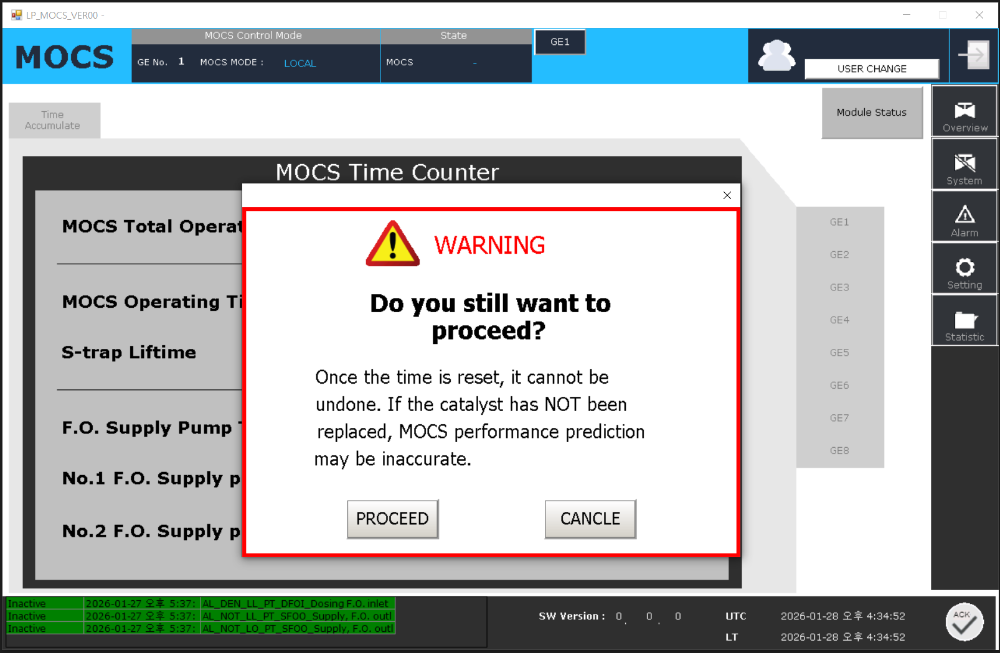 LP_MOCS_VER00 -
MOCS
MOCS Control Mode
State
GE No. 1 MOCS MODE : LOCAL
MOCS -
GE1
USER CHANGE
Time
Accumulate
Module Status
Overview
System
Alarm
Setting
Statistic
MOCS Time Counter
MOCS Total Operat
MOCS Operating Ti
S-trap Liftime
F.O. Supply Pump
No.1 F.O. Supply p
No.2 F.O. Supply p
WARNING
Do you still want to
proceed?
Once the time is reset, it cannot be
undone. If the catalyst has NOT been
replaced, MOCS performance prediction
may be inaccurate.
PROCEED
CANCLE
GE1
GE2
GE3
GE4
GE5
GE6
GE7
GE8
Inactive 2026-01-27 오후 5:37: AL_DEN_LL_PT_DFOI_Dosing F.O. inlet
Inactive 2026-01-27 오후 5:37: AL_NOT_LL_PT_SFOO_Supply, F.O. outl
Inactive 2026-01-27 오후 5:37: AL_NOT_LO_PT_SFOO_Supply, F.O. outl
SW Version : 0 . 0 . 0
UTC 2026-01-28 오후 4:34:52
LT 2026-01-28 오후 4:34:52
ACK